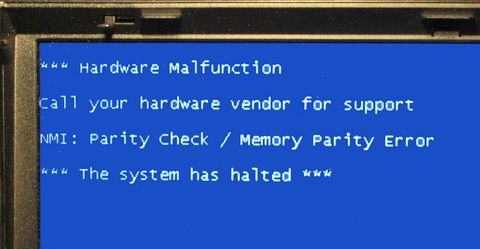 *** Hardware Malfunction
Call your hardware vendor for support
NMI: Parity Check / Memory Parity Error
*** The system has halted ***